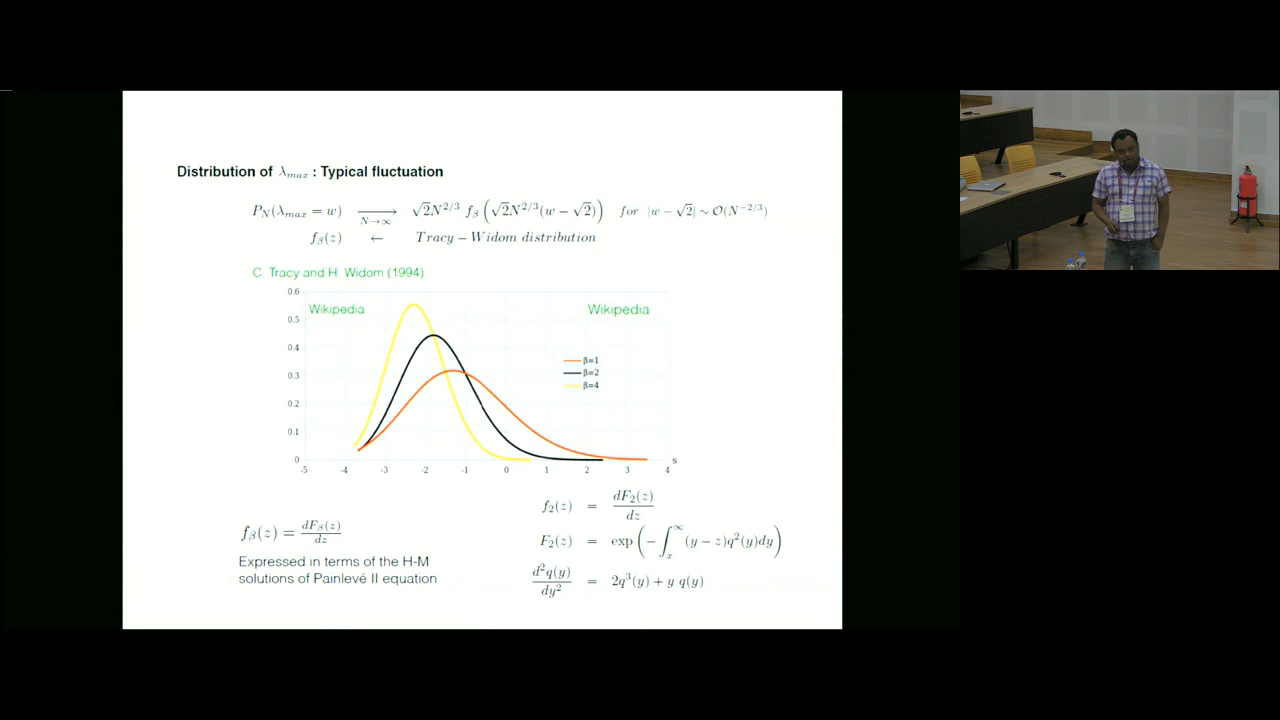 Distribution of λ_max : Typical fluctuation
P_N(λ_max = w) ⟶_{N→∞} √2N^{2/3} f_β (√2N^{2/3}(w − √2)) for |w − √2| ∼ O(N^{−2/3})
f_β(z) ← Tracy − Widom distribution
C. Tracy and H. Widom (1994)
Wikipedia Wikipedia
0.6
0.5
0.4
0.3
0.2
0.1
0
β=1
β=2
β=4
-5 -4 -3 -2 -1 0 1 2 3 4 s
f_β(z) = dF_β(z)/dz
Expressed in terms of the H-M
solutions of Painlevé II equation
f_2(z) = dF_2(z)/dz
F_2(z) = exp(−∫_x^∞ (y − z)q^2(y)dy)
d^2q(y)/dy^2 = 2q^3(y) + y q(y)